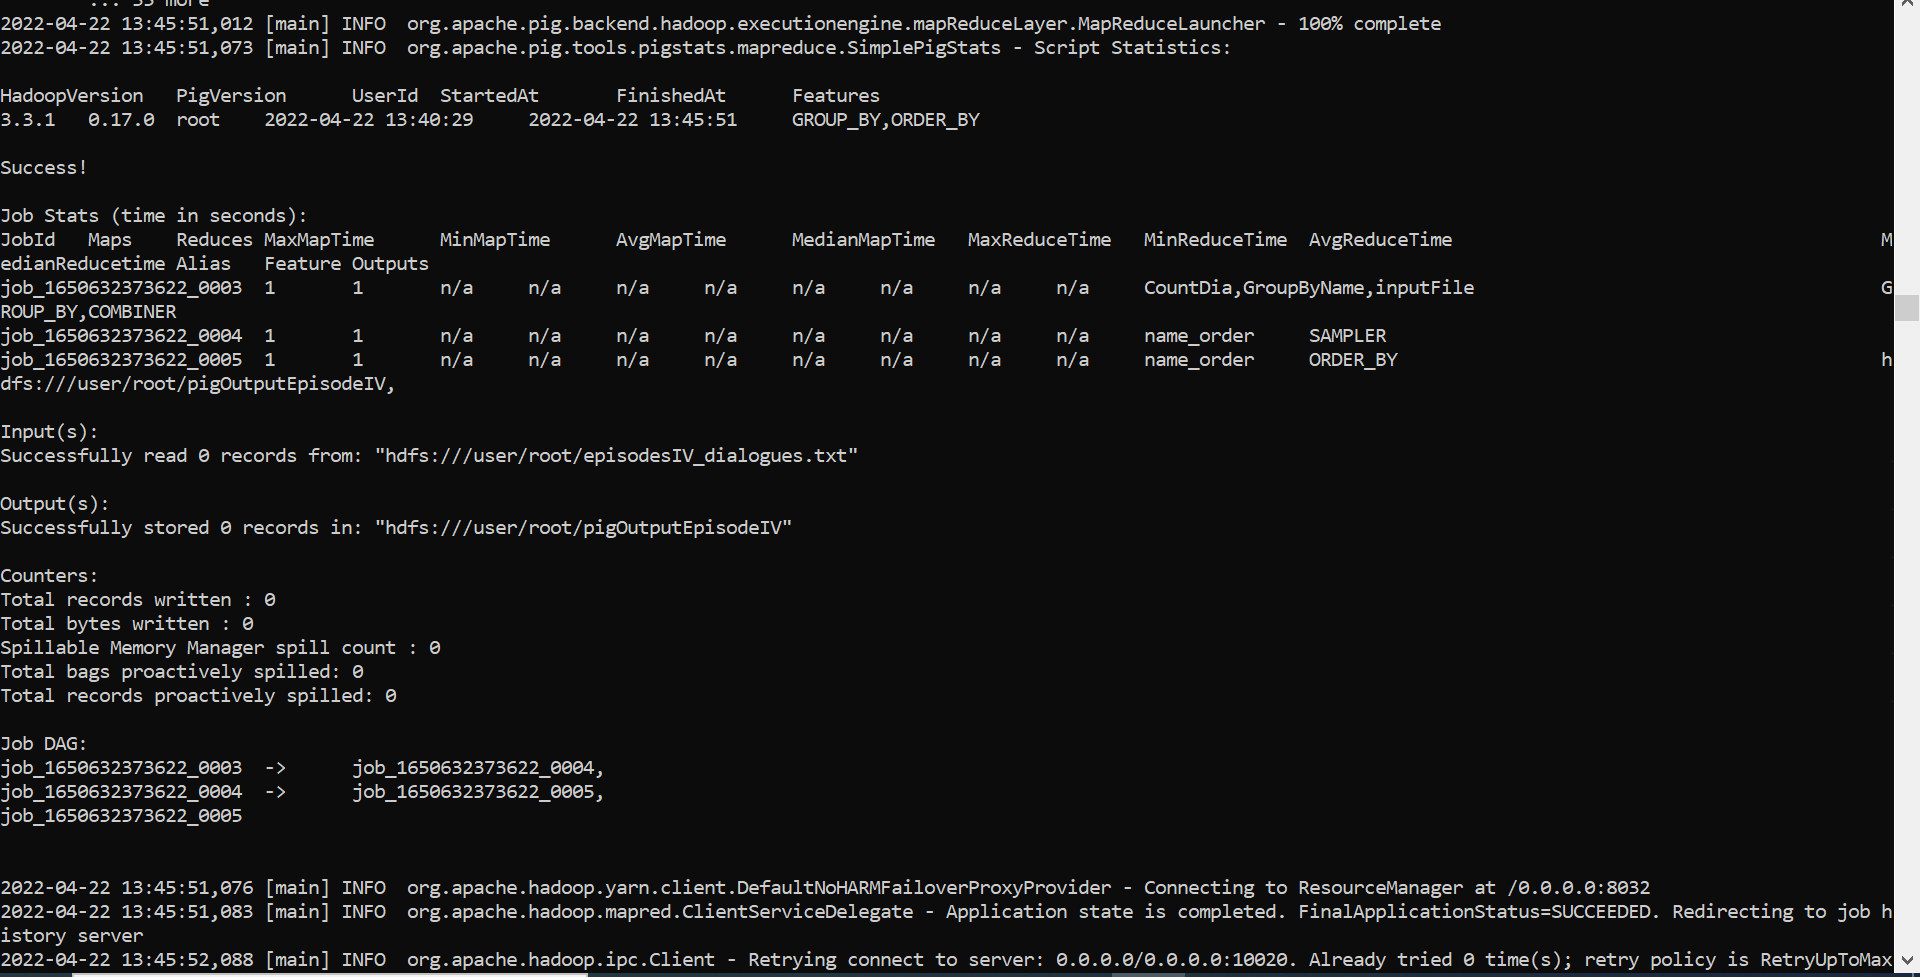 ... 35 more
2022-04-22 13:45:51,012 [main] INFO  org.apache.pig.backend.hadoop.executionengine.mapReduceLayer.MapReduceLauncher - 100% complete
2022-04-22 13:45:51,073 [main] INFO  org.apache.pig.tools.pigstats.mapreduce.SimplePigStats - Script Statistics:
HadoopVersion   PigVersion      UserId  StartedAt       FinishedAt      Features
3.3.1   0.17.0  root    2022-04-22 13:40:29     2022-04-22 13:45:51     GROUP_BY,ORDER_BY
Success!
Job Stats (time in seconds):
JobId   Maps    Reduces MaxMapTime      MinMapTime      AvgMapTime      MedianMapTime   MaxReduceTime   MinReduceTime   AvgReduceTime   M
edianReducetime Alias   Feature Outputs
job_1650632373622_0003  1       1       n/a     n/a     n/a     n/a     n/a     n/a     n/a     n/a     CountDia,GroupByName,inputFile  G
ROUP_BY,COMBINER
job_1650632373622_0004  1       1       n/a     n/a     n/a     n/a     n/a     n/a     n/a     n/a     name_order      SAMPLER
job_1650632373622_0005  1       1       n/a     n/a     n/a     n/a     n/a     n/a     n/a     n/a     name_order      ORDER_BY        h
dfs:///user/root/pigOutputEpisodeIV,
Input(s):
Successfully read 0 records from: "hdfs:///user/root/episodesIV_dialogues.txt"
Output(s):
Successfully stored 0 records in: "hdfs:///user/root/pigOutputEpisodeIV"
Counters:
Total records written : 0
Total bytes written : 0
Spillable Memory Manager spill count : 0
Total bags proactively spilled: 0
Total records proactively spilled: 0
Job DAG:
job_1650632373622_0003  ->      job_1650632373622_0004,
job_1650632373622_0004  ->      job_1650632373622_0005,
job_1650632373622_0005
2022-04-22 13:45:51,076 [main] INFO  org.apache.hadoop.yarn.client.DefaultNoHARMFailoverProxyProvider - Connecting to ResourceManager at /0.0.0.0:8032
2022-04-22 13:45:51,083 [main] INFO  org.apache.hadoop.mapred.ClientServiceDelegate - Application state is completed. FinalApplicationStatus=SUCCEEDED. Redirecting to job h
istory server
2022-04-22 13:45:52,088 [main] INFO  org.apache.hadoop.ipc.Client - Retrying connect to server: 0.0.0.0/0.0.0.0:10020. Already tried 0 time(s); retry policy is RetryUpToMax